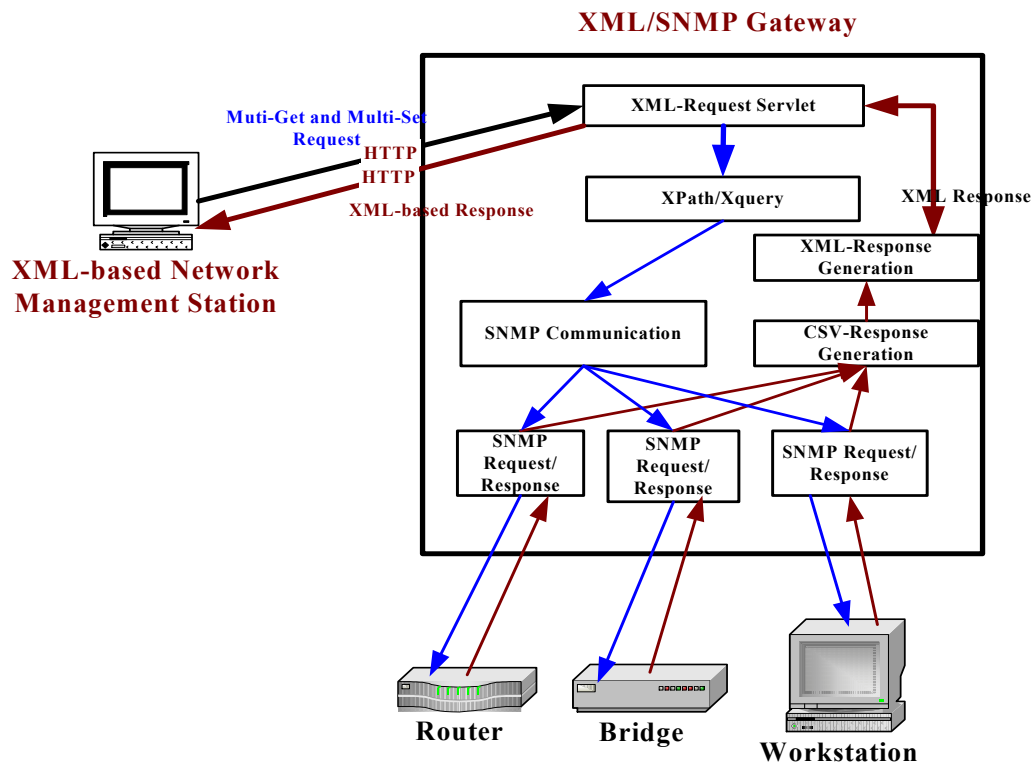 XML/SNMP Gateway
XML-Request Servlet
Muti-Get and Multi-Set
Request
HTTP
HTTP
XML-based Response
XPath/Xquery
XML Response
XML-based Network
Management Station
XML-Response
Generation
SNMP Communication
CSV-Response
Generation
SNMP
Request/
Response
SNMP
Request/
Response
SNMP Request/
Response
Router
Bridge
Workstation